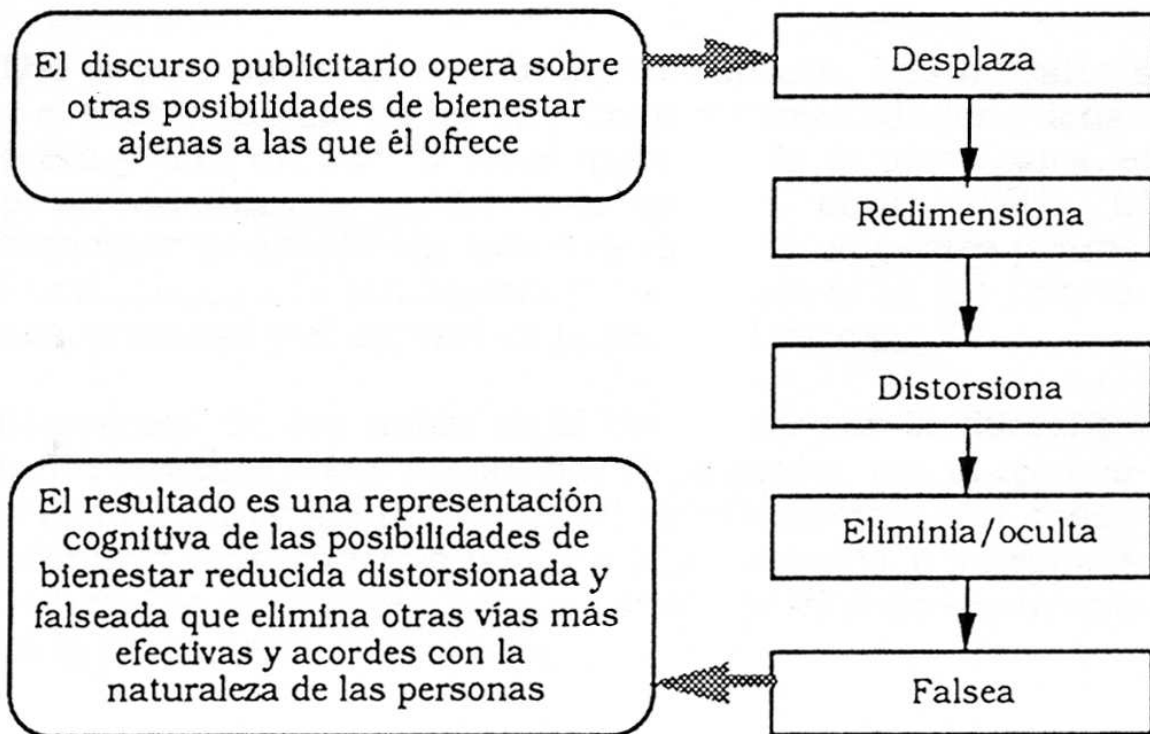 El discurso publicitario opera sobre
otras posibilidades de bienestar
ajenas a las que él ofrece
Desplaza
Redimensiona
Distorsiona
Eliminia/oculta
Falsea
El resultado es una representación
cognitiva de las posibilidades de
bienestar reducida distorsionada y
falseada que elimina otras vías más
efectivas y acordes con la
naturaleza de las personas